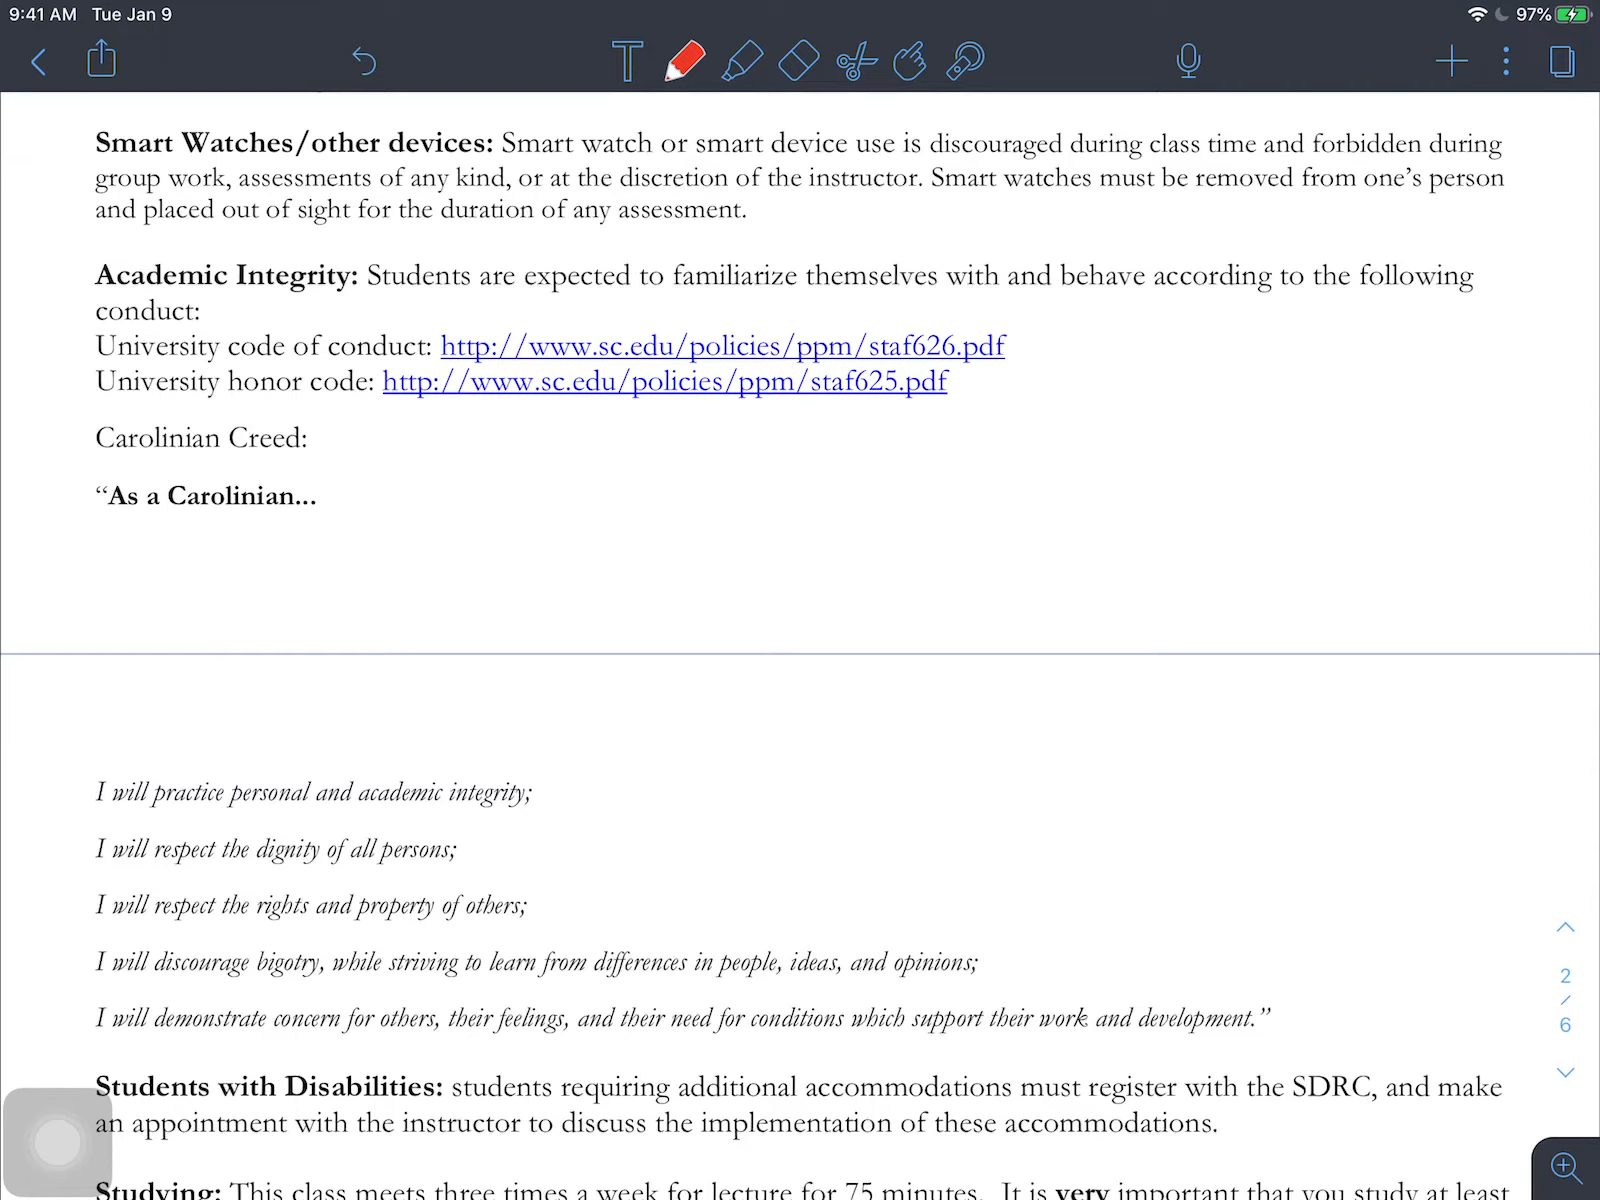 9:41 AM Tue Jan 9 97%
Smart Watches/other devices: Smart watch or smart device use is discouraged during class time and forbidden during
group work, assessments of any kind, or at the discretion of the instructor. Smart watches must be removed from one’s person
and placed out of sight for the duration of any assessment.
Academic Integrity: Students are expected to familiarize themselves with and behave according to the following
conduct:
University code of conduct: http://www.sc.edu/policies/ppm/staf626.pdf
University honor code: http://www.sc.edu/policies/ppm/staf625.pdf
Carolinian Creed:
“As a Carolinian...
I will practice personal and academic integrity;
I will respect the dignity of all persons;
I will respect the rights and property of others;
I will discourage bigotry, while striving to learn from differences in people, ideas, and opinions;
I will demonstrate concern for others, their feelings, and their need for conditions which support their work and development.”
2
/
6
Students with Disabilities: students requiring additional accommodations must register with the SDRC, and make
an appointment with the instructor to discuss the implementation of these accommodations.
Studying: This class meets three times a week for lecture for 75 minutes. It is very important that you study at least